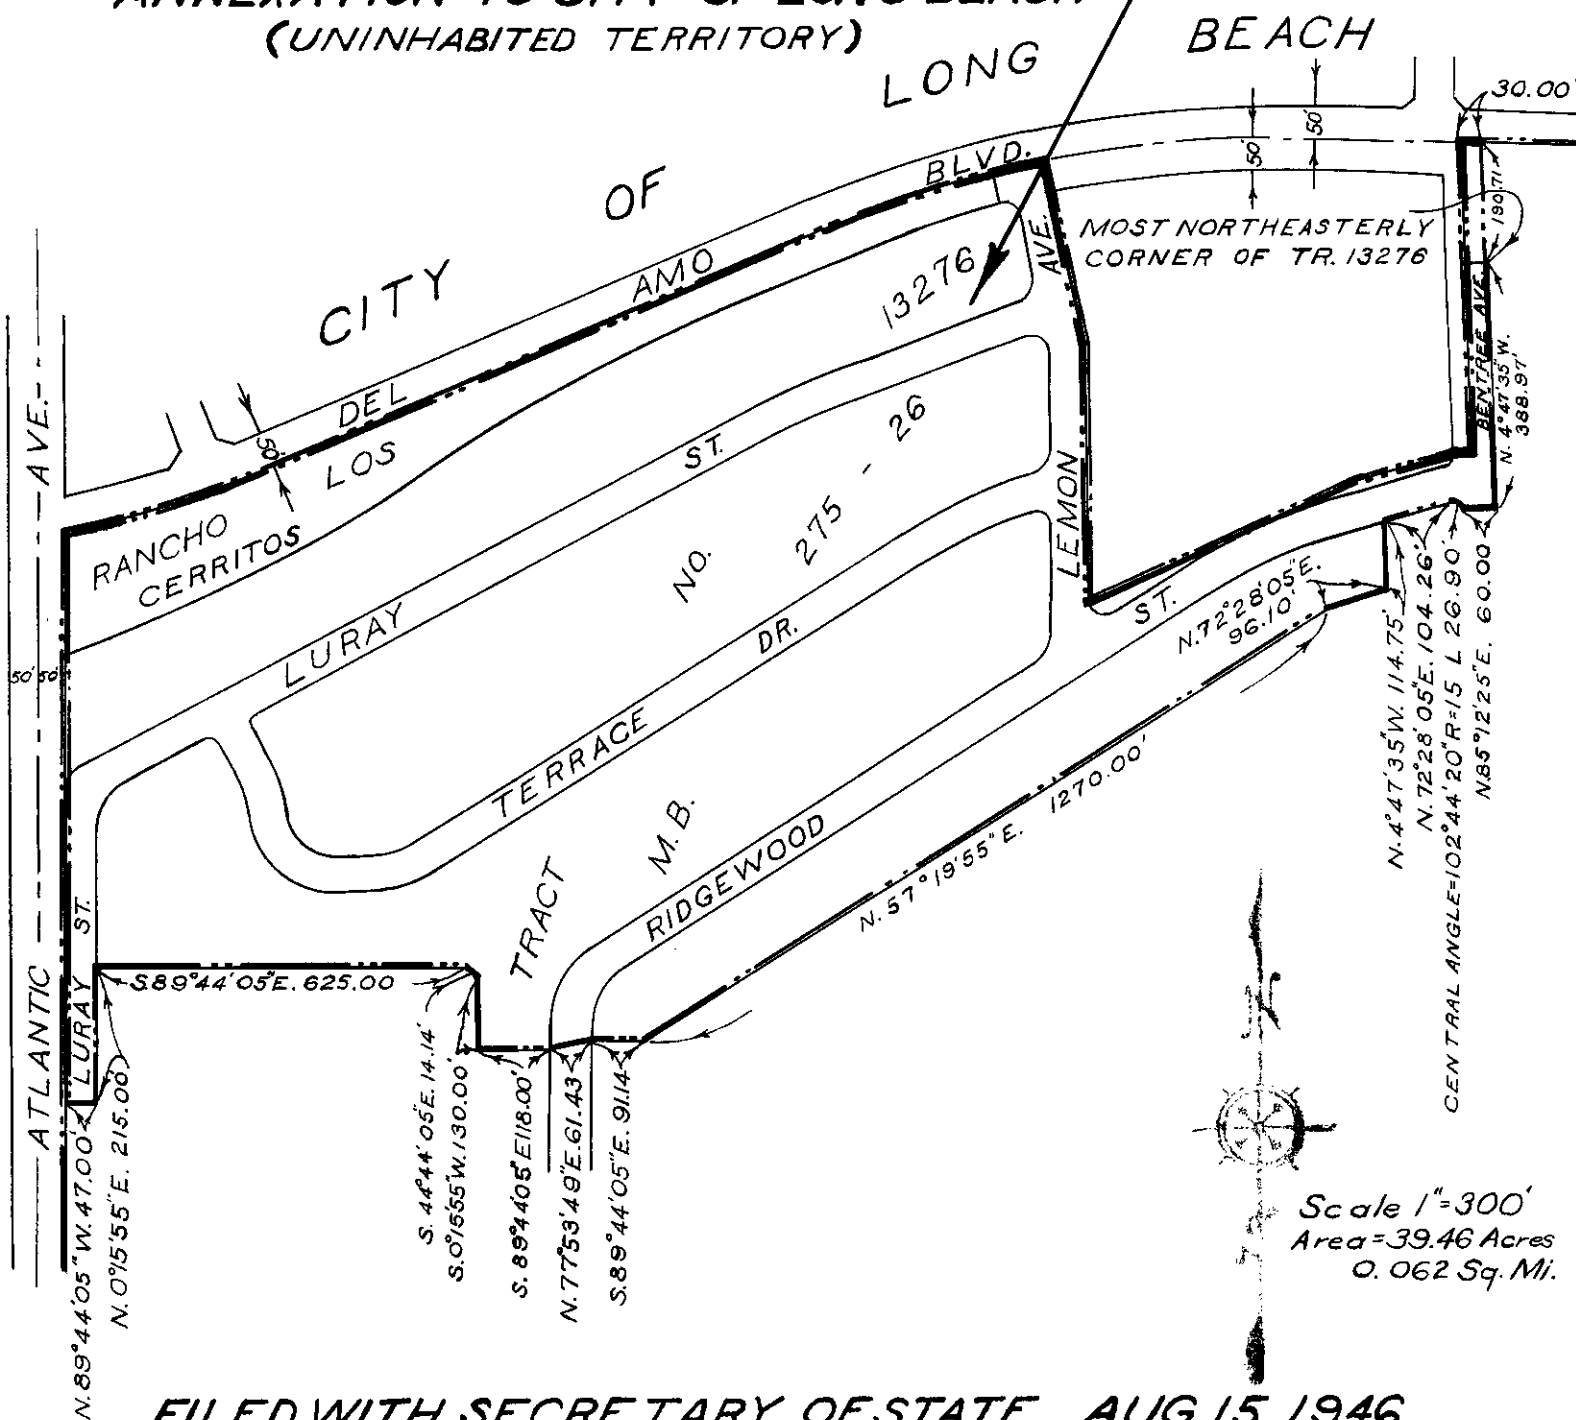 ANNEXATION TO CITY OF LONG BEACH
(UNINHABITED TERRITORY)
CITY OF LONG BEACH
30.00'
50'
50'
190.71
DEL AMO BLVD.
MOST NORTHEASTERLY
CORNER OF TR. 13276
BENTREE AVE.
N. 4°47'35"W.
388.97'
50'
RANCHO LOS
CERRITOS
LEMON AVE.
LURAY ST.
TERRACE DR.
RIDGEWOOD ST.
TRACT NO. 13276
M.B. 275 - 26
ATLANTIC AVE.
50' 50'
LURAY ST.
N.72°28'05"E.
96.10'
N.4°47'35"W. 114.75'
N.72°28'05"E. 104.26'
CENTRAL ANGLE=102°44'20"R=15 L 26.90'
N.85°12'25"E. 60.00'
N.57°19'55"E. 1270.00'
S.89°44'05"E. 625.00
N.89°44'05"W.47.00'
N.0°15'55"E. 215.00'
S.44°44'05"E. 14.14'
S.0°15'55"W.130.00'
S.89°44'05"E118.00'
N.77°53'49"E.61.43
S.89°44'05"E. 91.14
Scale 1"=300'
Area=39.46 Acres
0.062 Sq. Mi.
FILED WITH SECRETARY OF STATE AUG 15, 1946